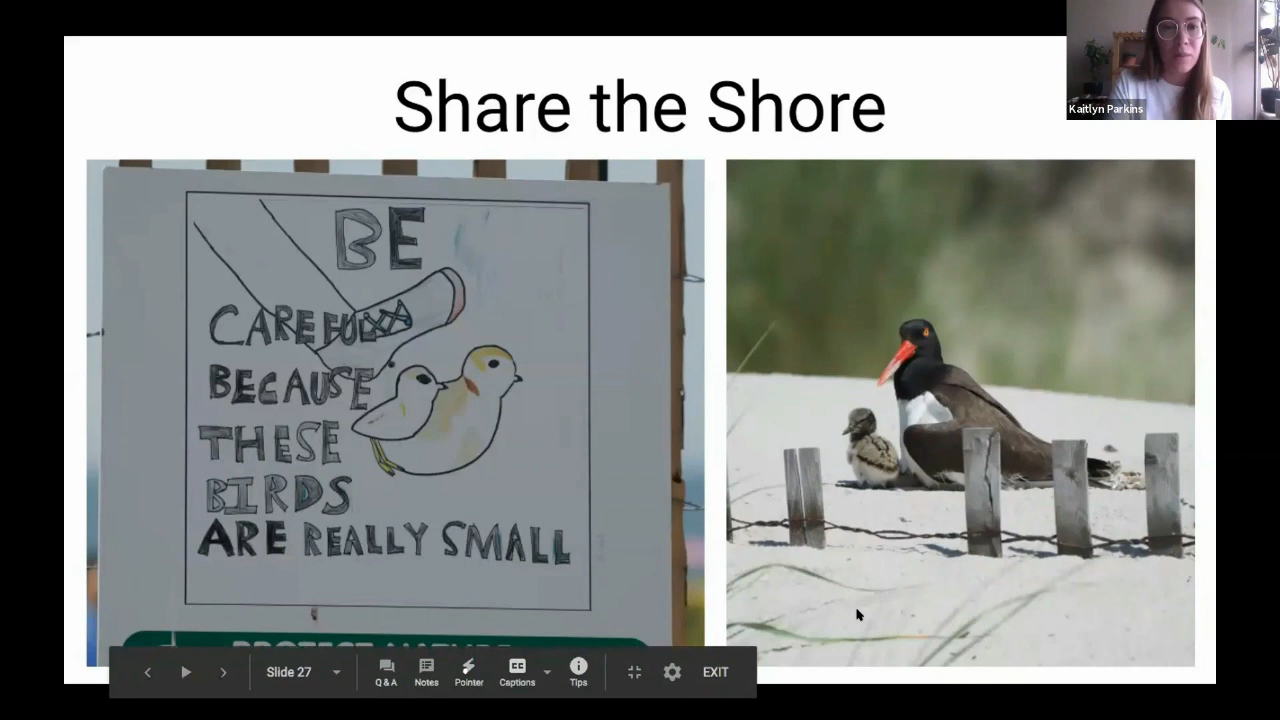 Share the Shore
Kaitlyn Parkins
BE
CAREFUL
BECAUSE
THESE
BIRDS
ARE REALLY SMALL
Slide 27
Q & A
Notes
Pointer
CC
Captions
Tips
EXIT